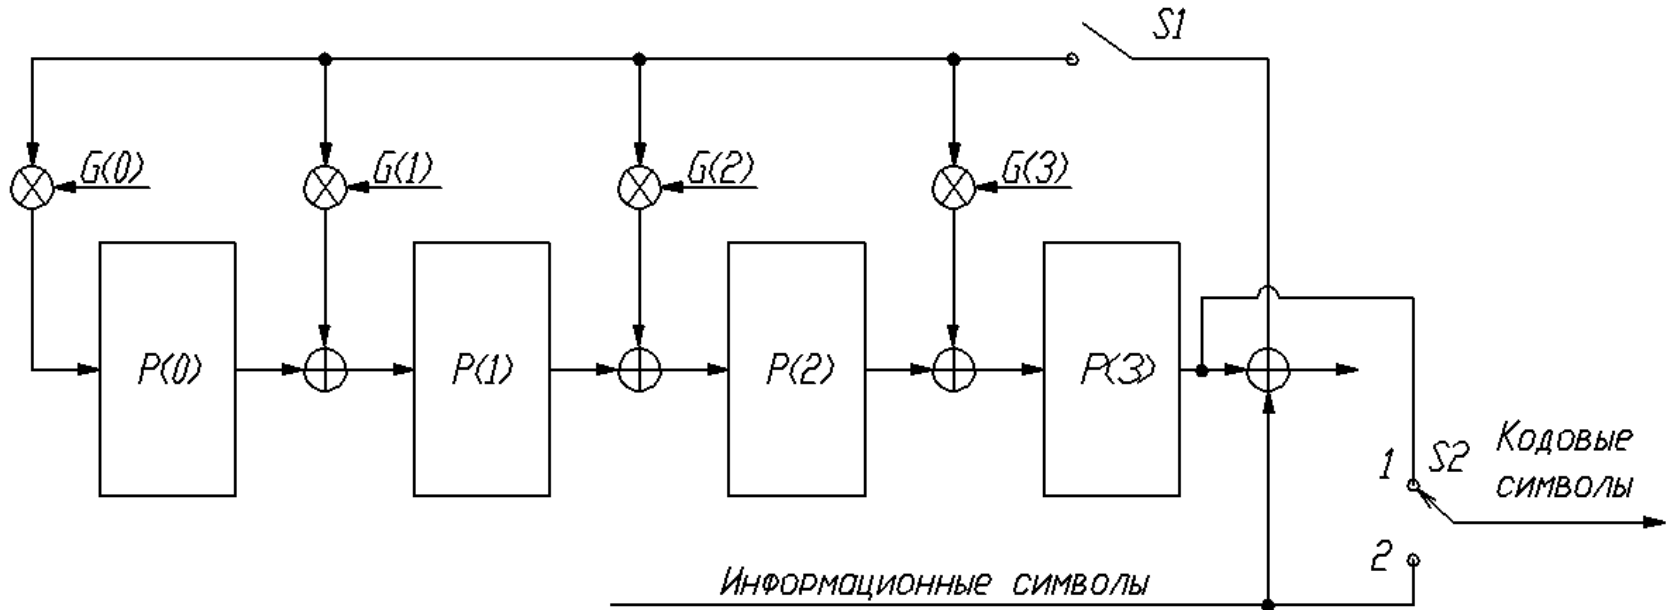 S1
G(0)
G(1)
G(2)
G(3)
P(0)
P(1)
P(2)
P(3)
1
S2
Кодовые
символы
2
Информационные символы